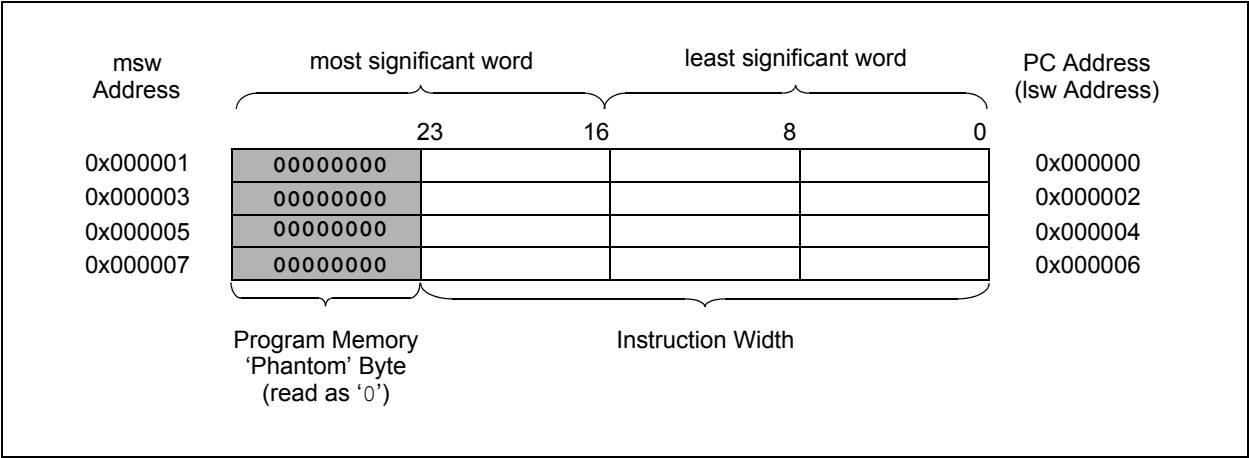 msw
Address
most significant word
least significant word
PC Address
(lsw Address)
23 16 8 0
0x000001 00000000 0x000000
0x000003 00000000 0x000002
0x000005 00000000 0x000004
0x000007 00000000 0x000006
Program Memory
‘Phantom’ Byte
(read as ‘0’)
Instruction Width